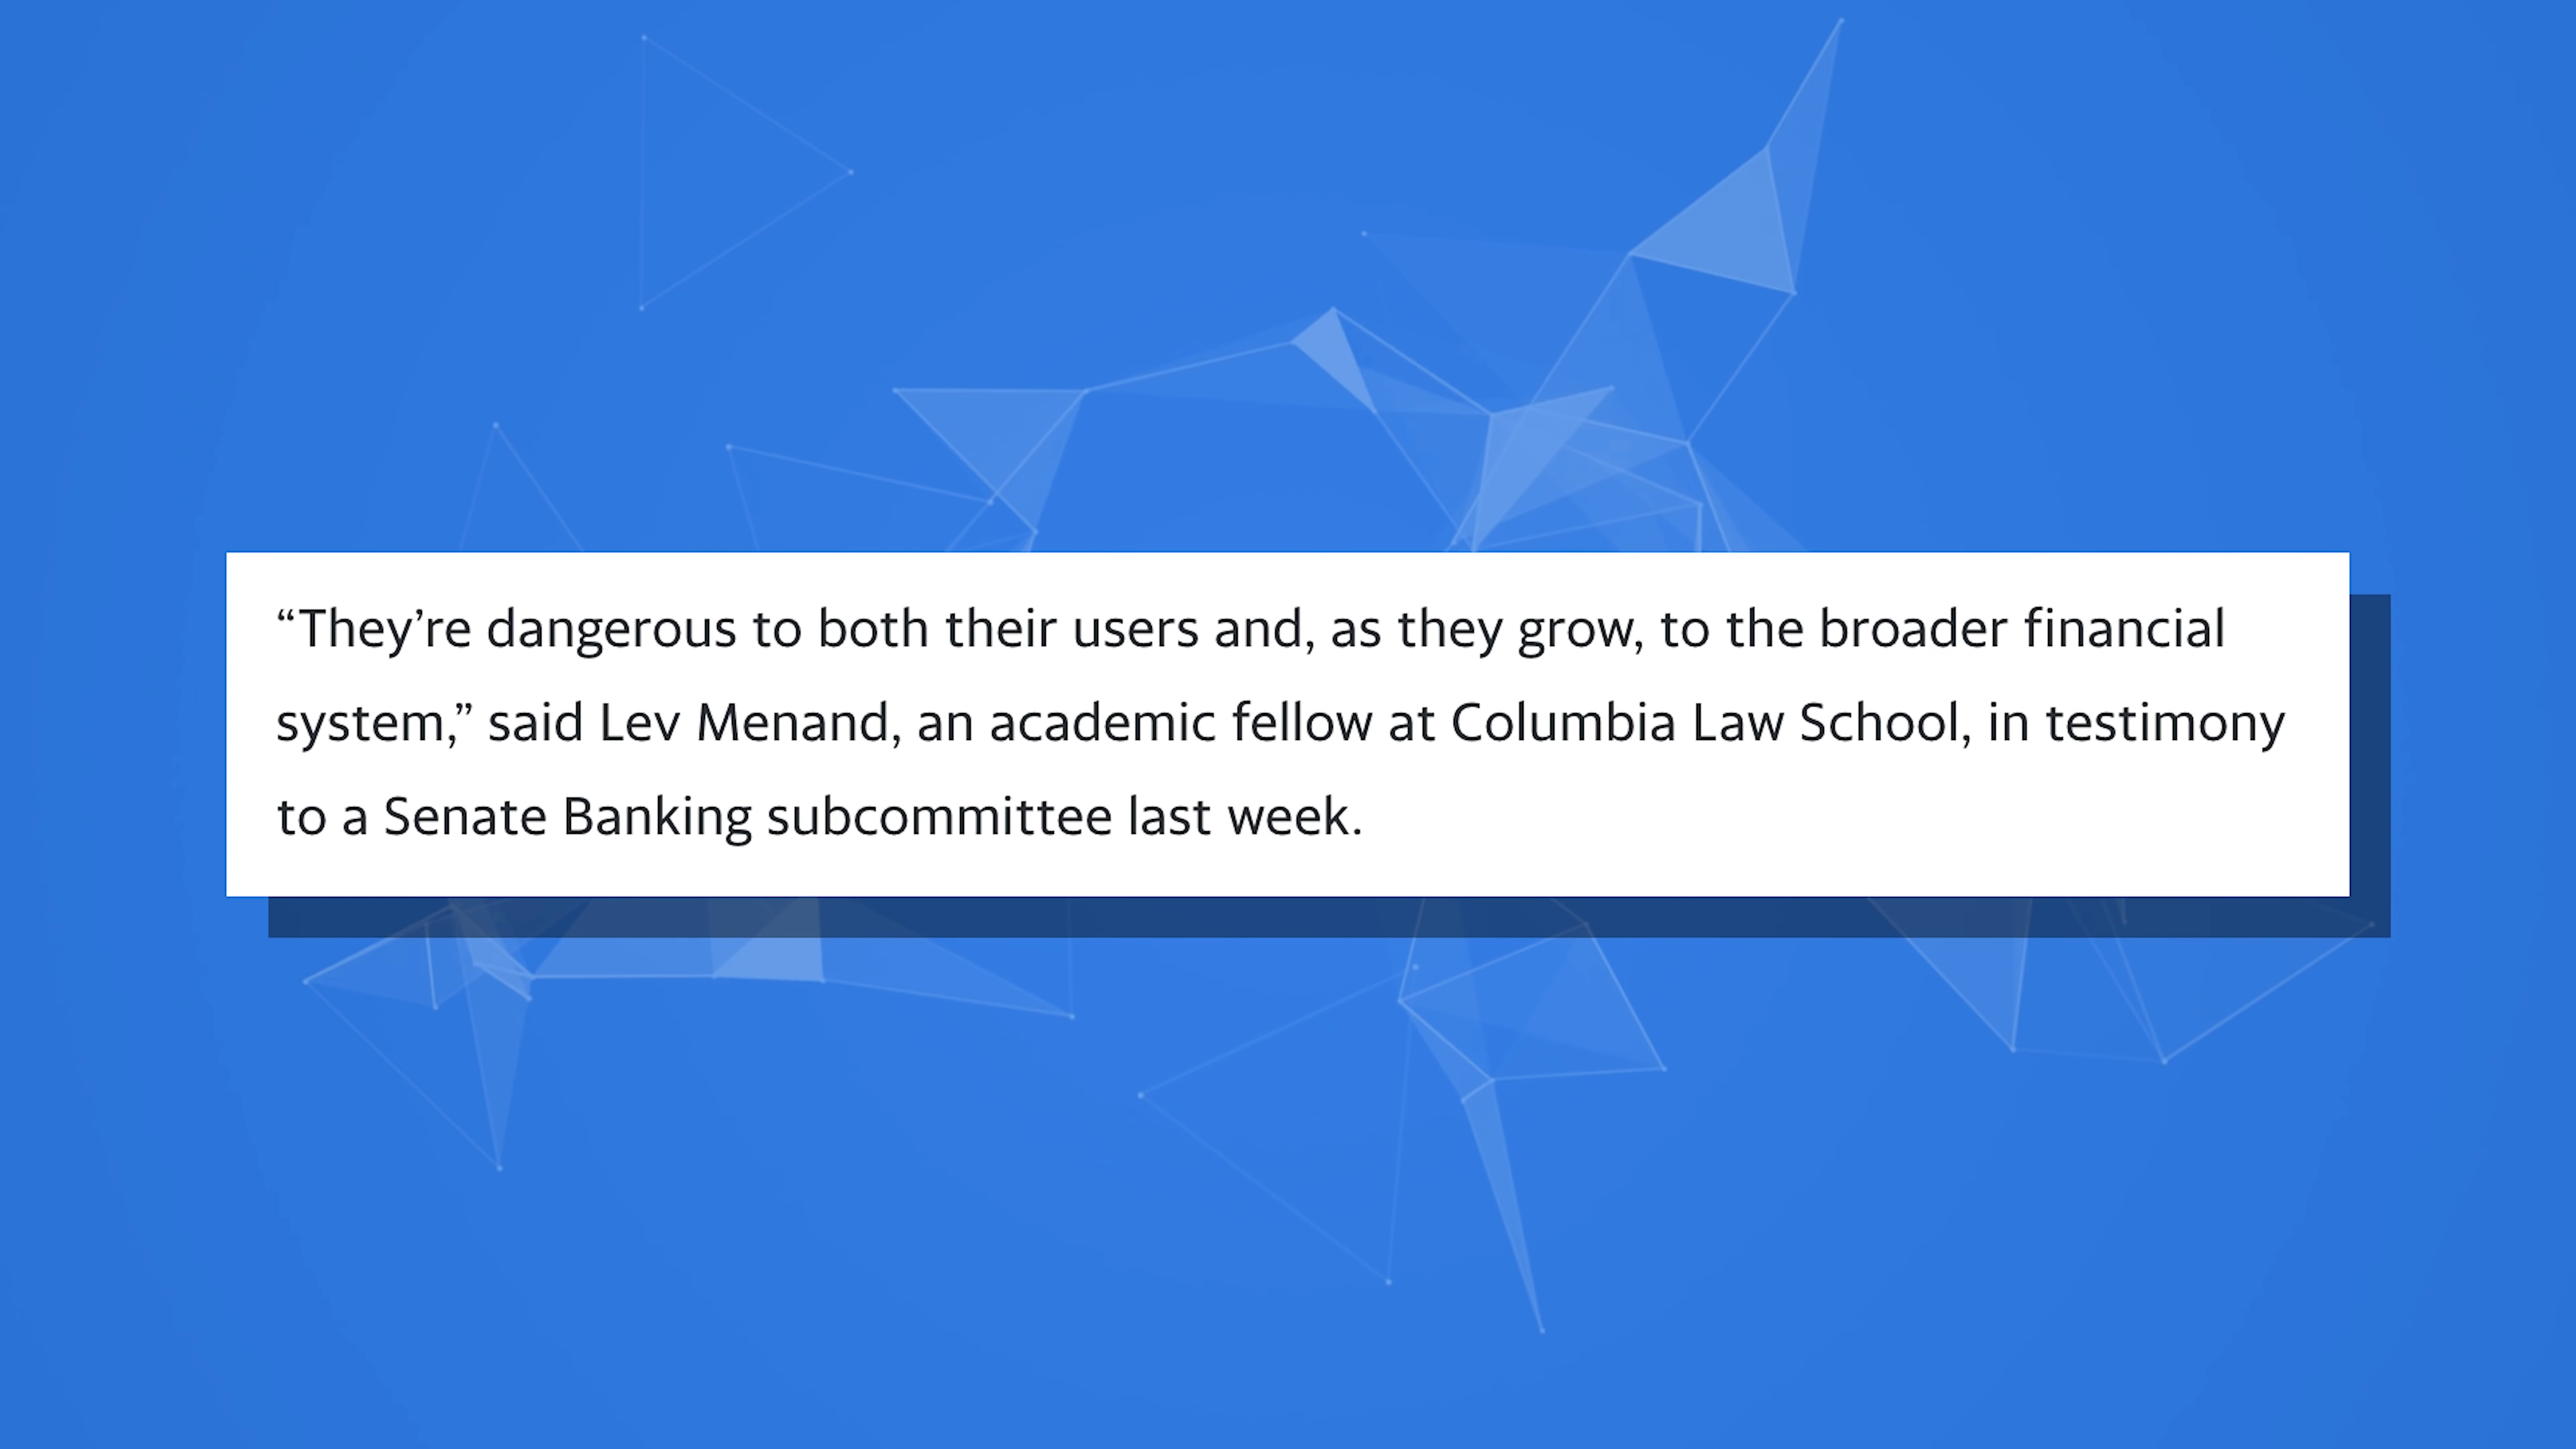 “They’re dangerous to both their users and, as they grow, to the broader financial
system,” said Lev Menand, an academic fellow at Columbia Law School, in testimony
to a Senate Banking subcommittee last week.